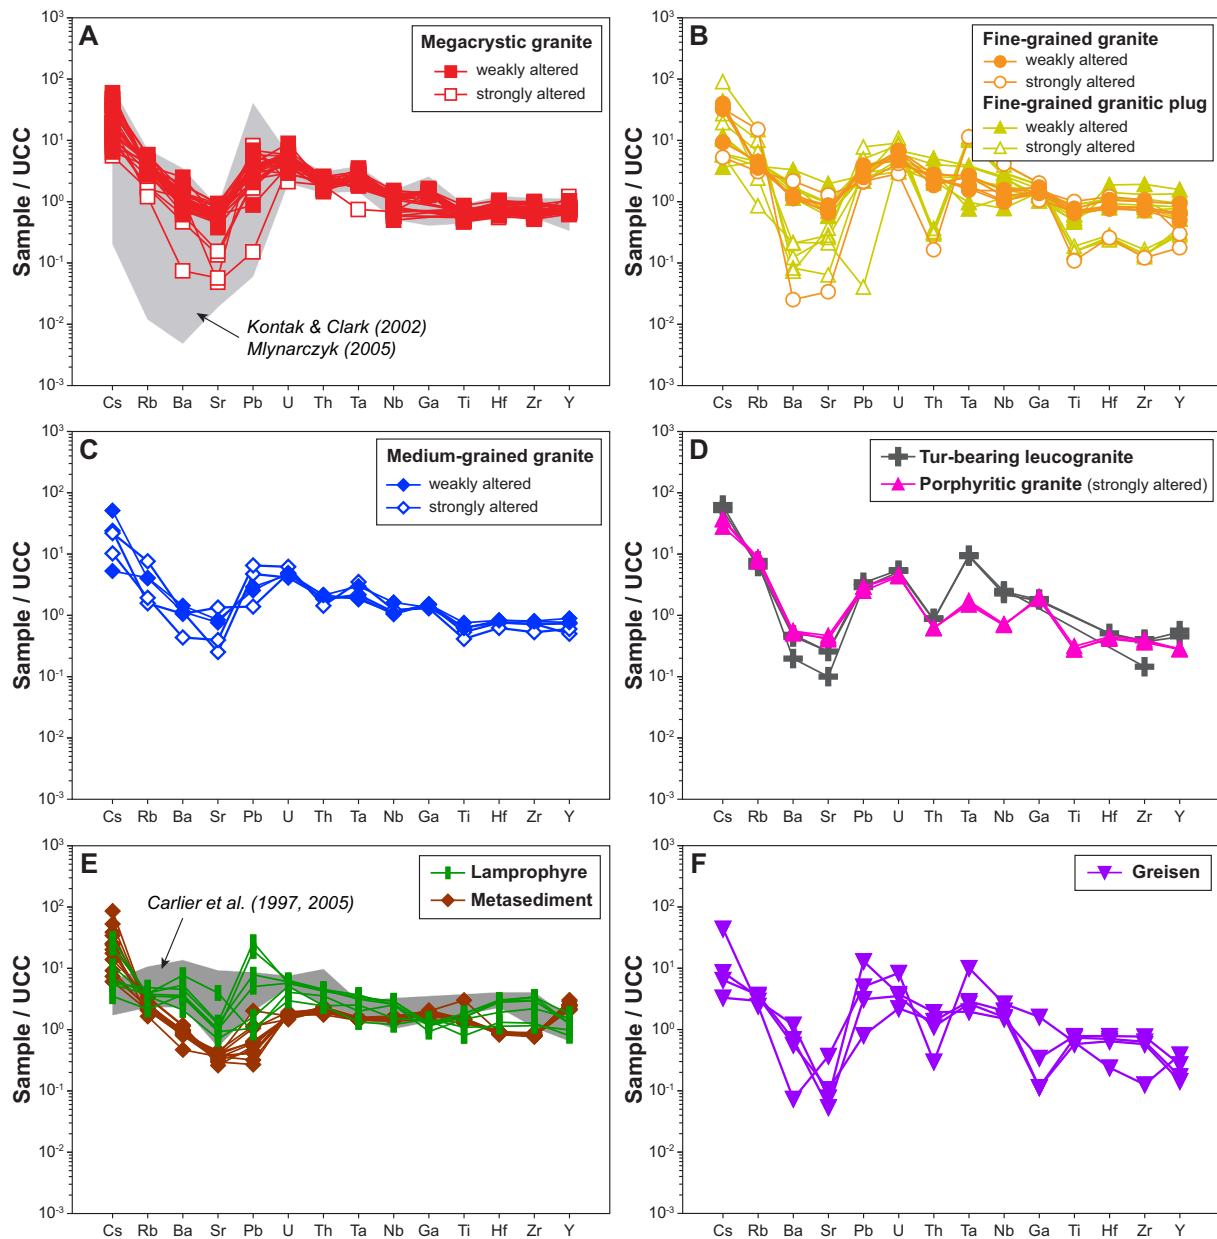 A
Megacrystic granite
weakly altered
strongly altered
Kontak & Clark (2002)
Mlynarczyk (2005)
Sample / UCC
10³
10²
10¹
10⁰
10⁻¹
10⁻²
10⁻³
Cs Rb Ba Sr Pb U Th Ta Nb Ga Ti Hf Zr Y
B
Fine-grained granite
weakly altered
strongly altered
Fine-grained granitic plug
weakly altered
strongly altered
Sample / UCC
10³
10²
10¹
10⁰
10⁻¹
10⁻²
10⁻³
Cs Rb Ba Sr Pb U Th Ta Nb Ga Ti Hf Zr Y
C
Medium-grained granite
weakly altered
strongly altered
Sample / UCC
10³
10²
10¹
10⁰
10⁻¹
10⁻²
10⁻³
Cs Rb Ba Sr Pb U Th Ta Nb Ga Ti Hf Zr Y
D
Tur-bearing leucogranite
Porphyritic granite (strongly altered)
Sample / UCC
10³
10²
10¹
10⁰
10⁻¹
10⁻²
10⁻³
Cs Rb Ba Sr Pb U Th Ta Nb Ga Ti Hf Zr Y
E
Lamprophyre
Metasediment
Carlier et al. (1997, 2005)
Sample / UCC
10³
10²
10¹
10⁰
10⁻¹
10⁻²
10⁻³
Cs Rb Ba Sr Pb U Th Ta Nb Ga Ti Hf Zr Y
F
Greisen
Sample / UCC
10³
10²
10¹
10⁰
10⁻¹
10⁻²
10⁻³
Cs Rb Ba Sr Pb U Th Ta Nb Ga Ti Hf Zr Y